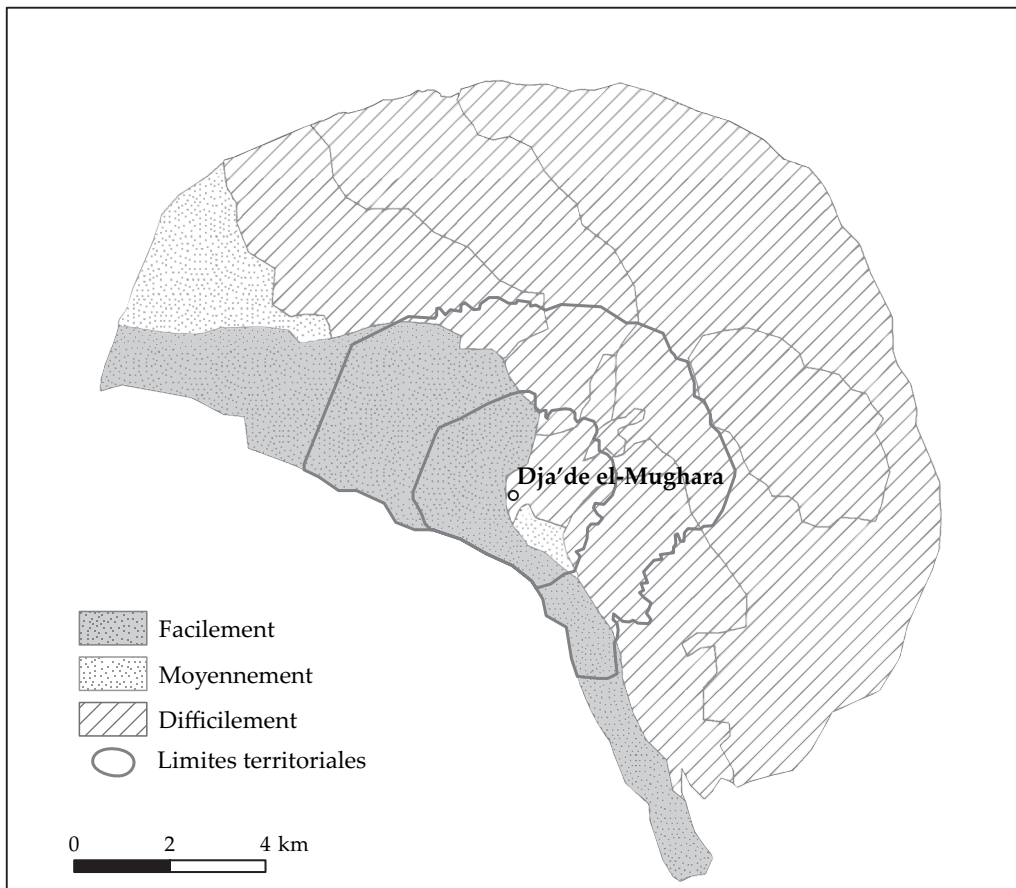 Dja’de el-Mughara
Facilement
Moyennement
Difficilement
Limites territoriales
0 2 4 km